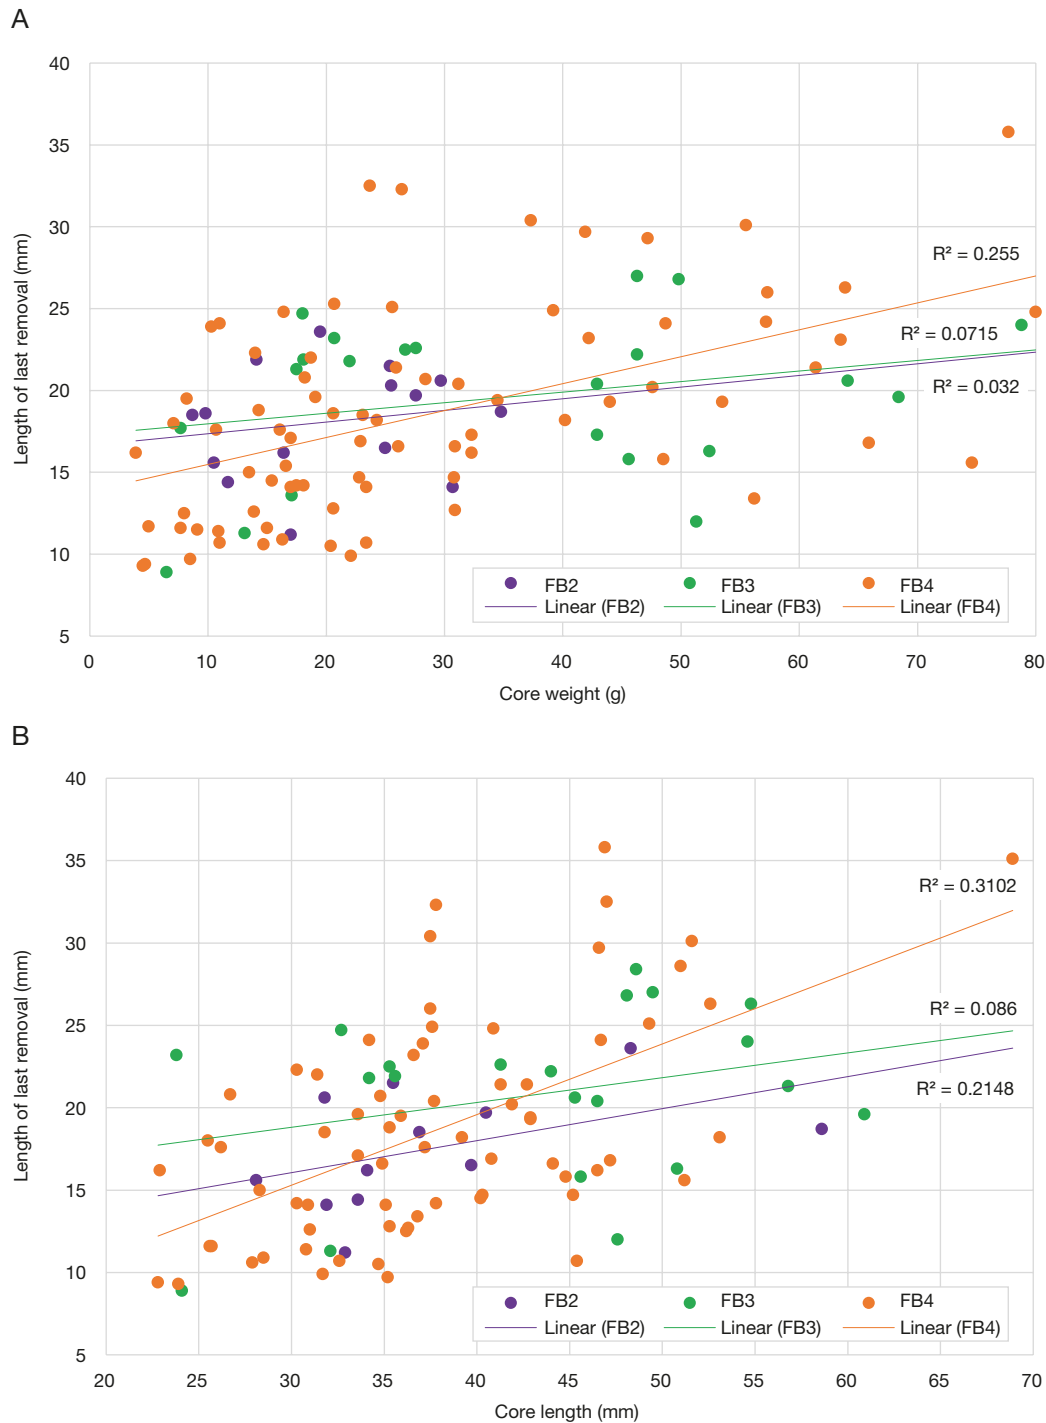 A
40
35
30
25
20
15
10
5
Length of last removal (mm)
R² = 0.255
R² = 0.0715
R² = 0.032
FB2 FB3 FB4
Linear (FB2) Linear (FB3) Linear (FB4)
0 10 20 30 40 50 60 70 80
Core weight (g)
B
40
35
30
25
20
15
10
5
Length of last removal (mm)
R² = 0.3102
R² = 0.086
R² = 0.2148
FB2 FB3 FB4
Linear (FB2) Linear (FB3) Linear (FB4)
20 25 30 35 40 45 50 55 60 65 70
Core length (mm)